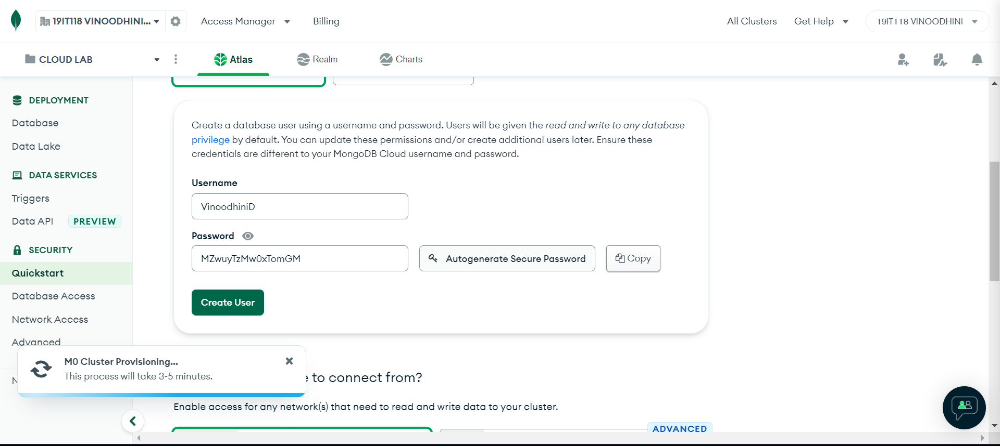 19IT118 VINOODHINI...
Access Manager
Billing
All Clusters
Get Help
19IT118 VINOODHINI
CLOUD LAB
Atlas
Realm
Charts
DEPLOYMENT
Database
Data Lake
DATA SERVICES
Triggers
Data API PREVIEW
SECURITY
Quickstart
Database Access
Network Access
Advanced
Create a database user using a username and password. Users will be given the read and write to any database
privilege by default. You can update these permissions and/or create additional users later. Ensure these
credentials are different to your MongoDB Cloud username and password.
Username
VinoodhiniD
Password
MZwuyTzMw0xTomGM
Autogenerate Secure Password
Copy
Create User
M0 Cluster Provisioning...
This process will take 3-5 minutes.
to connect from?
Enable access for any network(s) that need to read and write data to your cluster.
ADVANCED